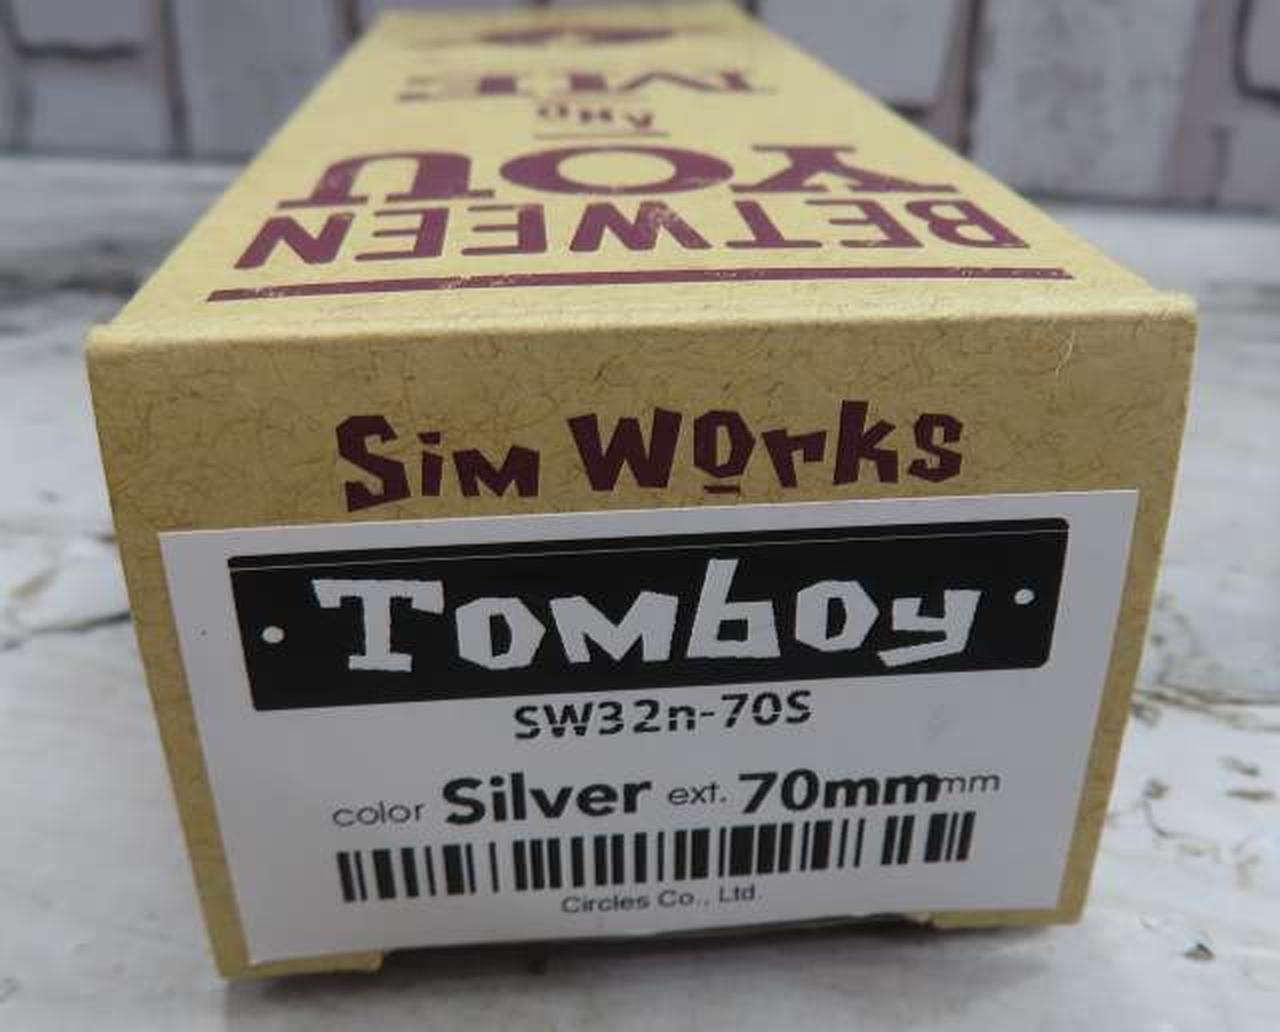 BETWEEN
YOU
AND
ME
Sim Works
Tomboy
SW32n-70S
color Silver ext. 70mmmm
Circles Co., Ltd.